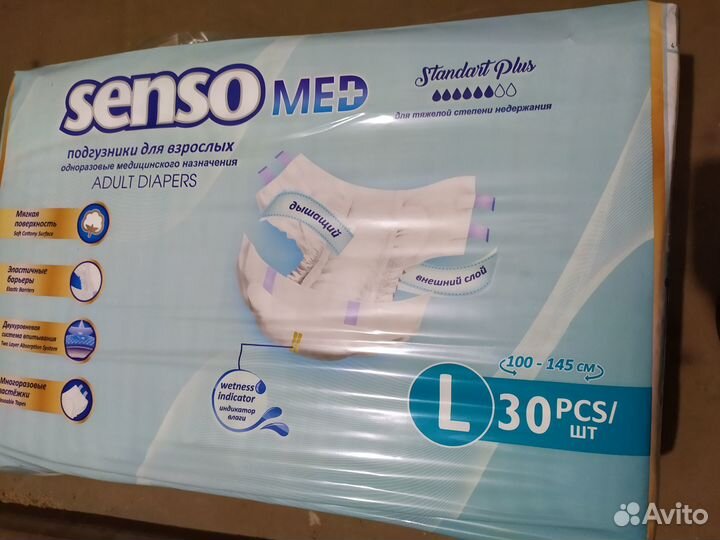 senso MED
Standart Plus
для тяжелой степени недержания
подгузники для взрослых
одноразовые медицинского назначения
ADULT DIAPERS
Мягкая
поверхность
Soft Cottony Surface
Эластичные
барьеры
Elastic Barriers
Двухуровневая
система впитывания
Two Layer Absorption System
Многоразовые
дышащий
внешний слой
wetness
indicator
индикатор
влаги
100 - 145 см
L 30 PCS/
ШТ
Avito